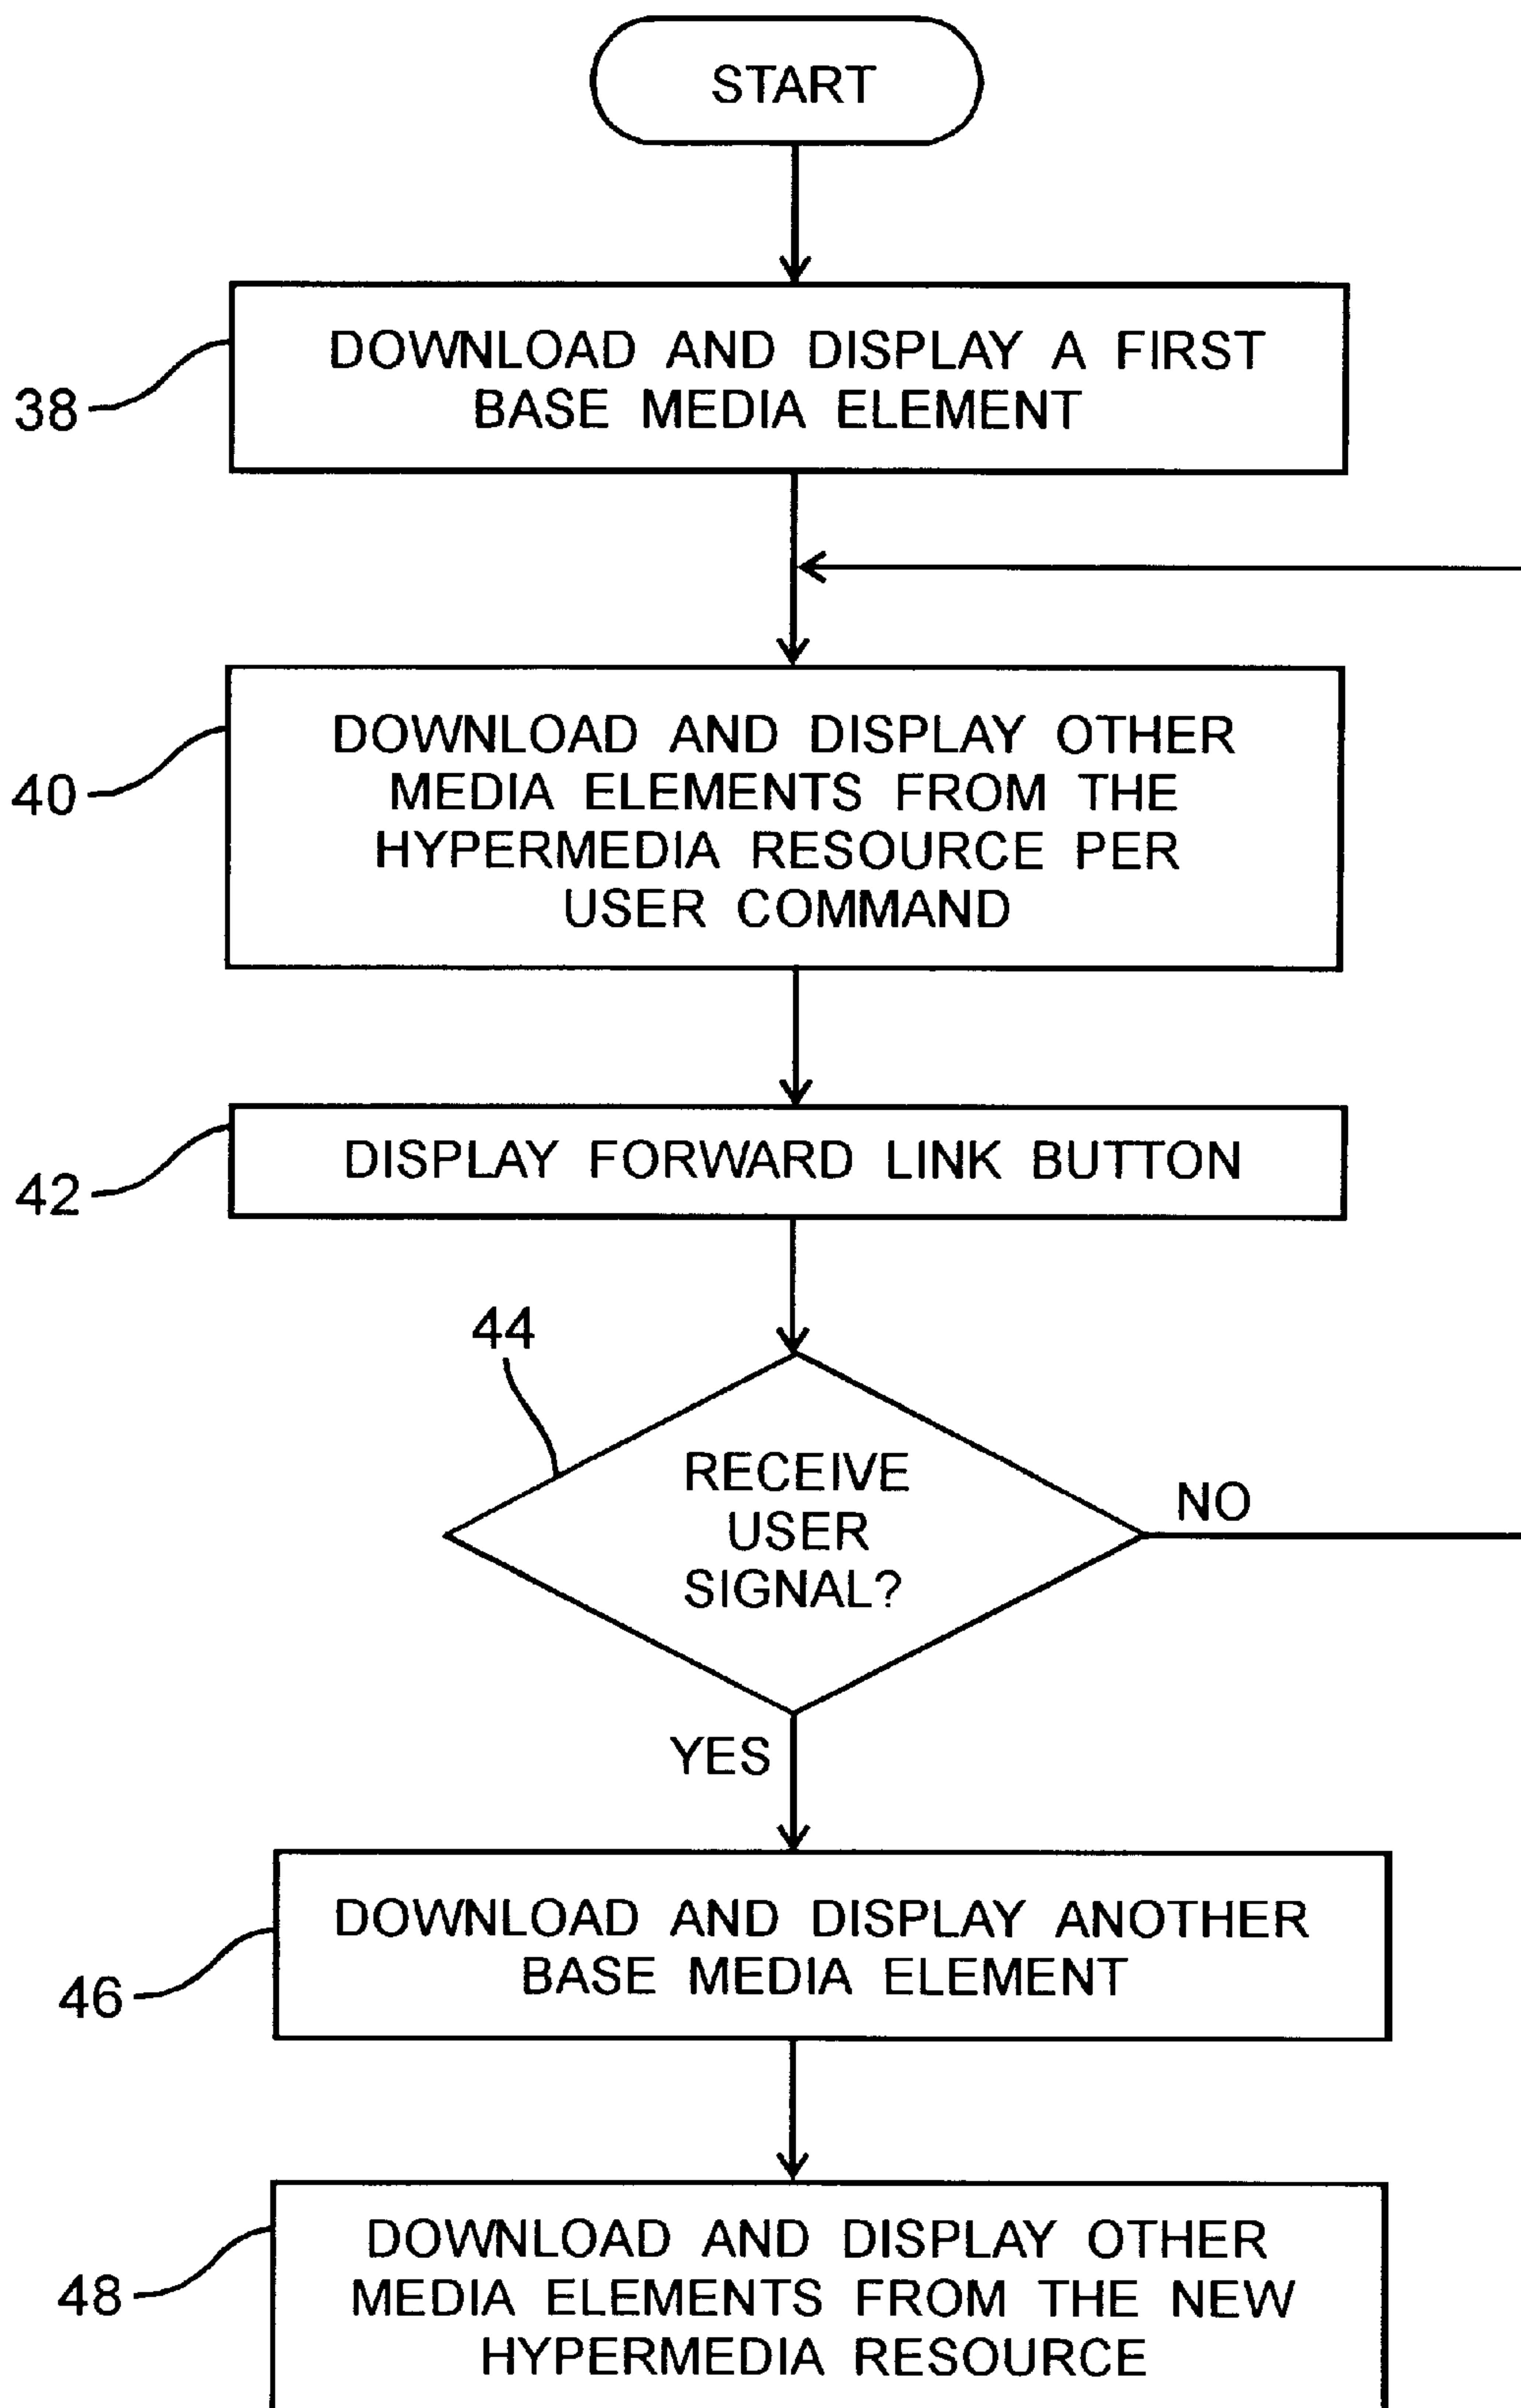 START
DOWNLOAD AND DISPLAY A FIRST
BASE MEDIA ELEMENT
38
DOWNLOAD AND DISPLAY OTHER
MEDIA ELEMENTS FROM THE
HYPERMEDIA RESOURCE PER
USER COMMAND
40
DISPLAY FORWARD LINK BUTTON
42
44
RECEIVE
USER
SIGNAL?
NO
YES
DOWNLOAD AND DISPLAY ANOTHER
BASE MEDIA ELEMENT
46
DOWNLOAD AND DISPLAY OTHER
MEDIA ELEMENTS FROM THE NEW
HYPERMEDIA RESOURCE
48